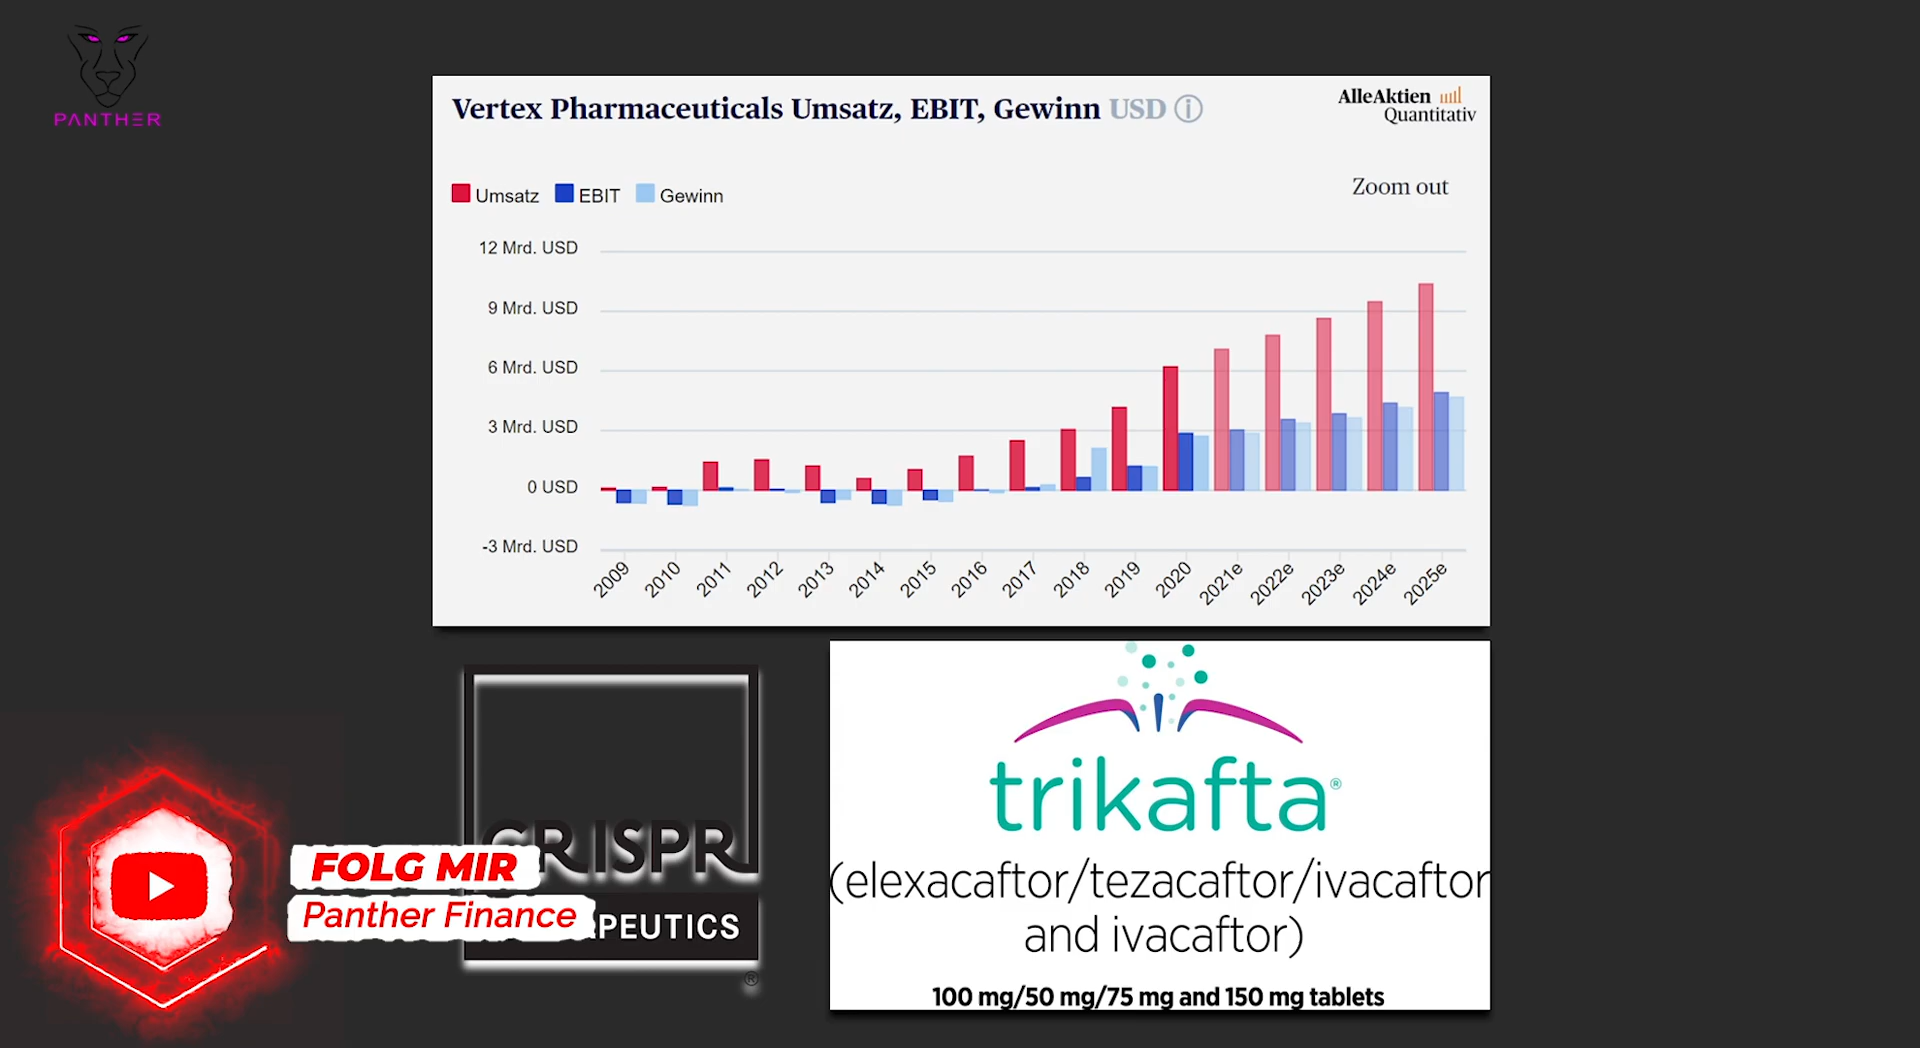 PANTHER
Vertex Pharmaceuticals Umsatz, EBIT, Gewinn USD ⓘ
AlleAktien
Quantitativ
Umsatz EBIT Gewinn
Zoom out
12 Mrd. USD
9 Mrd. USD
6 Mrd. USD
3 Mrd. USD
0 USD
-3 Mrd. USD
2009 2010 2011 2012 2013 2014 2015 2016 2017 2018 2019 2020 2021e 2022e 2023e 2024e 2025e
CRISPR
PEUTICS
®
FOLG MIR
Panther Finance
trikafta®
(elexacaftor/tezacaftor/ivacaftor
and ivacaftor)
100 mg/50 mg/75 mg and 150 mg tablets